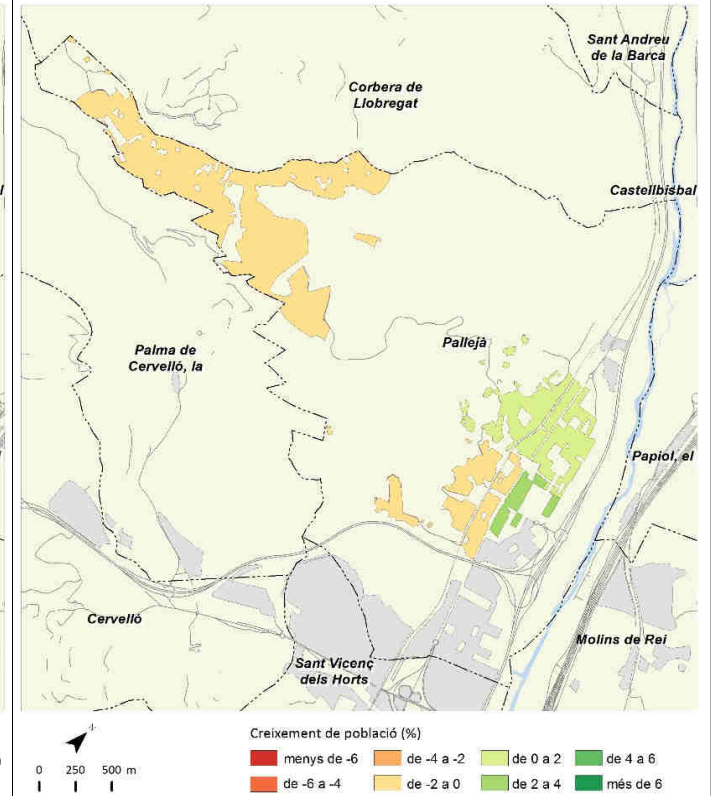 Sant Andreu
de la Barca
Corbera de
Llobregat
Castellbisbal
Pallejà
Palma de
Cervelló, la
Papiol, el
Cervelló
Molins de Rei
Sant Vicenç
dels Horts
Creixement de població (%)
menys de -6
de -4 a -2
de 0 a 2
de 4 a 6
de -6 a -4
de -2 a 0
de 2 a 4
més de 6
0 250 500 m